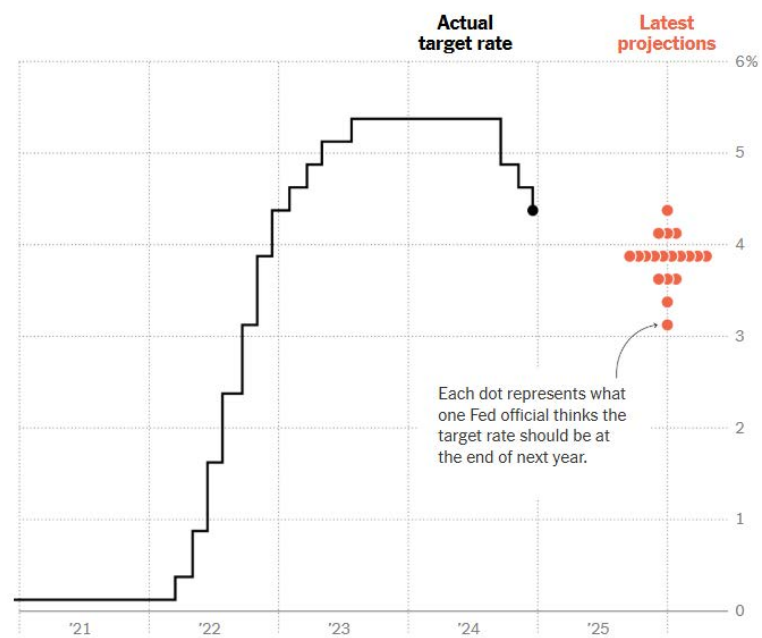 Actual
target rate
Latest
projections
6%
5
4
3
Each dot represents what
one Fed official thinks the
target rate should be at
the end of next year.
2
1
0
’21
’22
’23
’24
’25